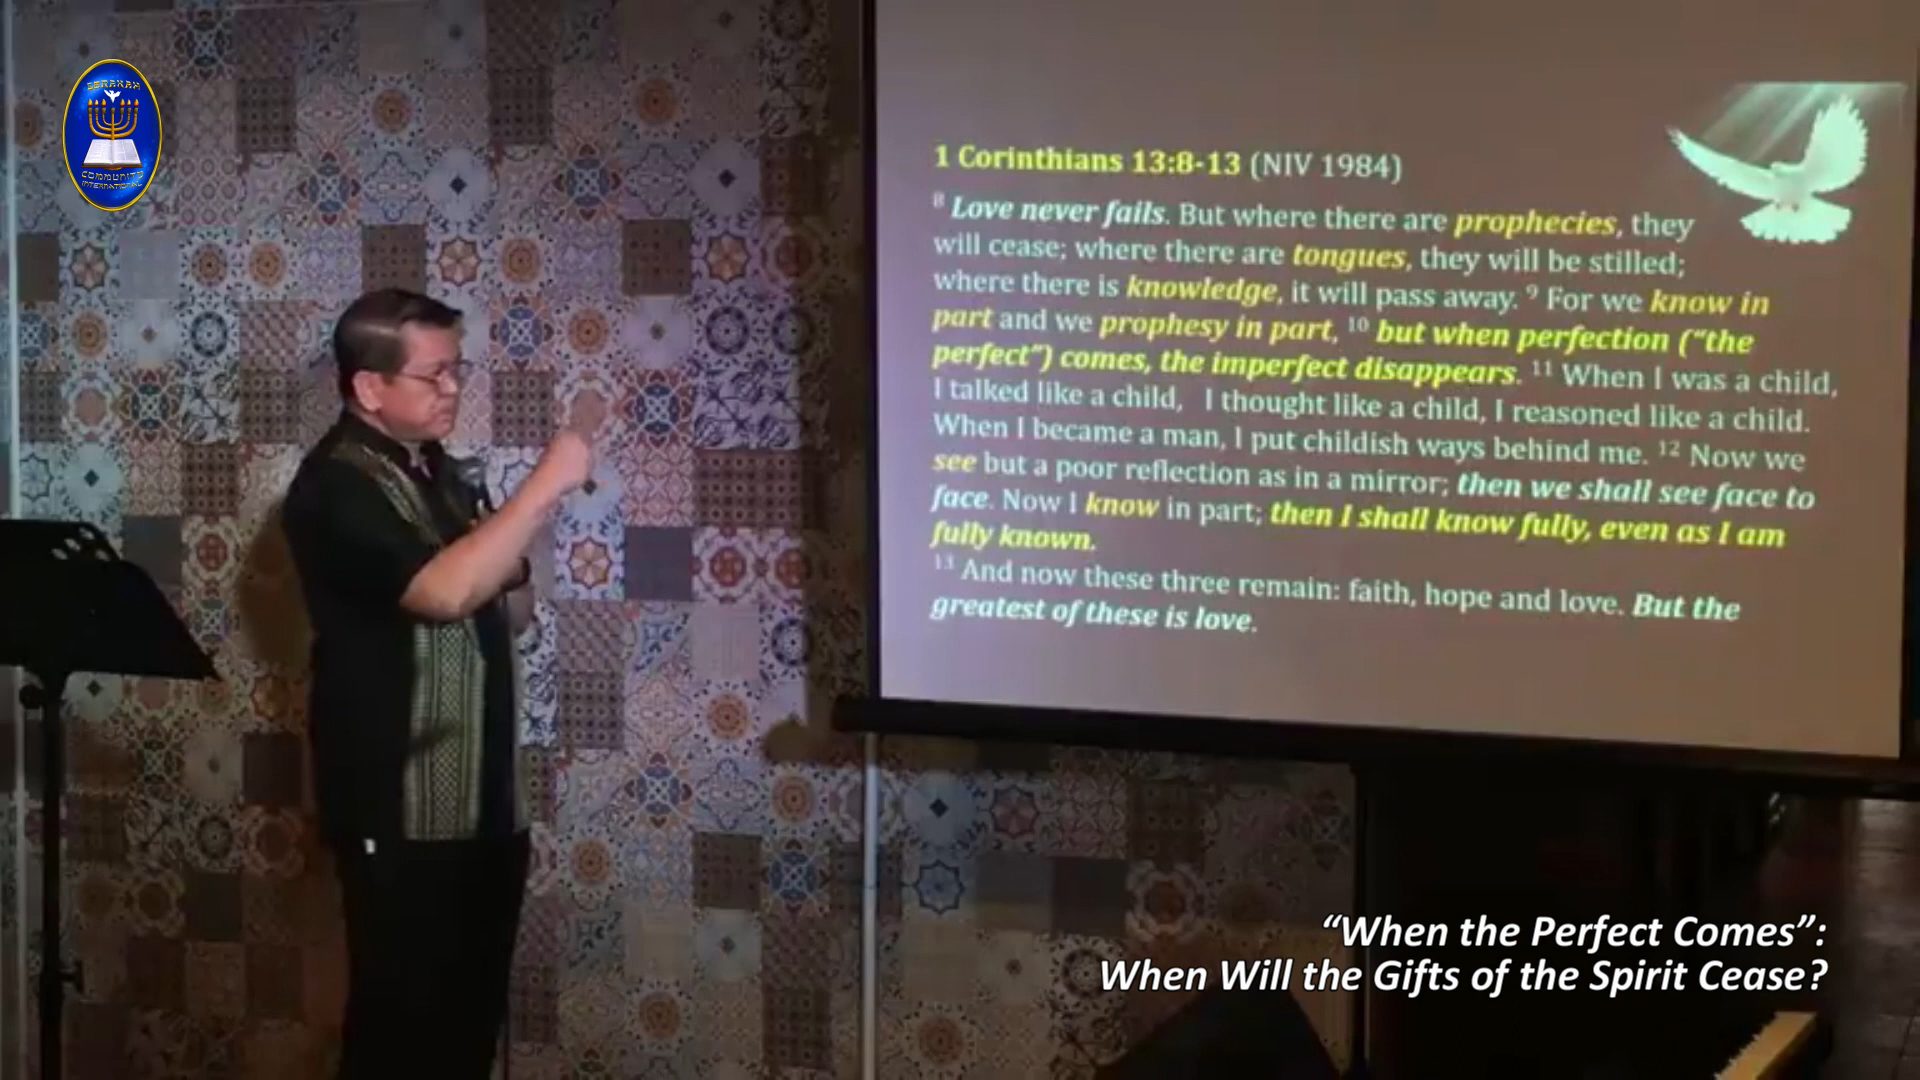 BERAKAH
COMMUNITY
INTERNATIONAL
1 Corinthians 13:8-13 (NIV 1984)
8 Love never fails. But where there are prophecies, they
will cease; where there are tongues, they will be stilled;
where there is knowledge, it will pass away. 9 For we know in
part and we prophesy in part, 10 but when perfection (“the
perfect”) comes, the imperfect disappears. 11 When I was a child,
I talked like a child, I thought like a child, I reasoned like a child.
When I became a man, I put childish ways behind me. 12 Now we
see but a poor reflection as in a mirror; then we shall see face to
face. Now I know in part; then I shall know fully, even as I am
fully known.
13 And now these three remain: faith, hope and love. But the
greatest of these is love.
“When the Perfect Comes”:
When Will the Gifts of the Spirit Cease?